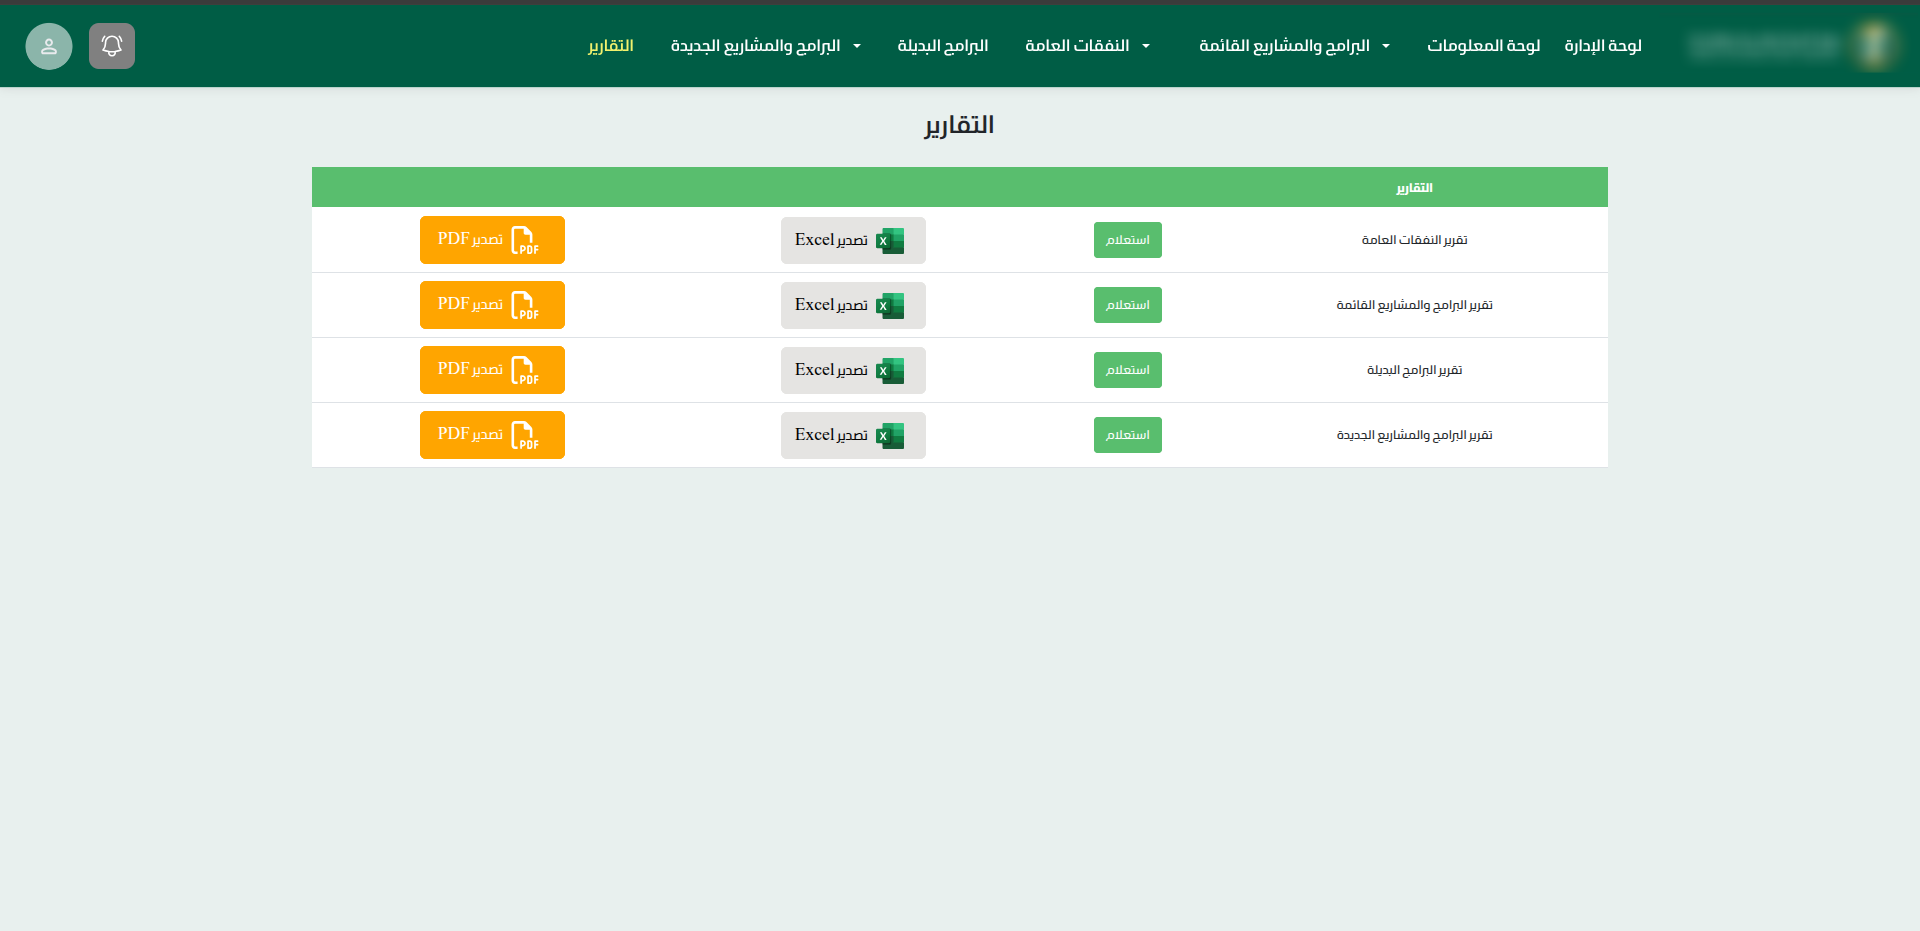 لوحة الإدارة لوحة المعلومات البرامج والمشاريع القائمة النفقات العامة البرامج البديلة البرامج والمشاريع الجديدة التقارير
التقارير
التقارير
تقرير النفقات العامة استعلام تصدير Excel تصدير PDF
تقرير البرامج والمشاريع القائمة استعلام تصدير Excel تصدير PDF
تقرير البرامج البديلة استعلام تصدير Excel تصدير PDF
تقرير البرامج والمشاريع الجديدة استعلام تصدير Excel تصدير PDF